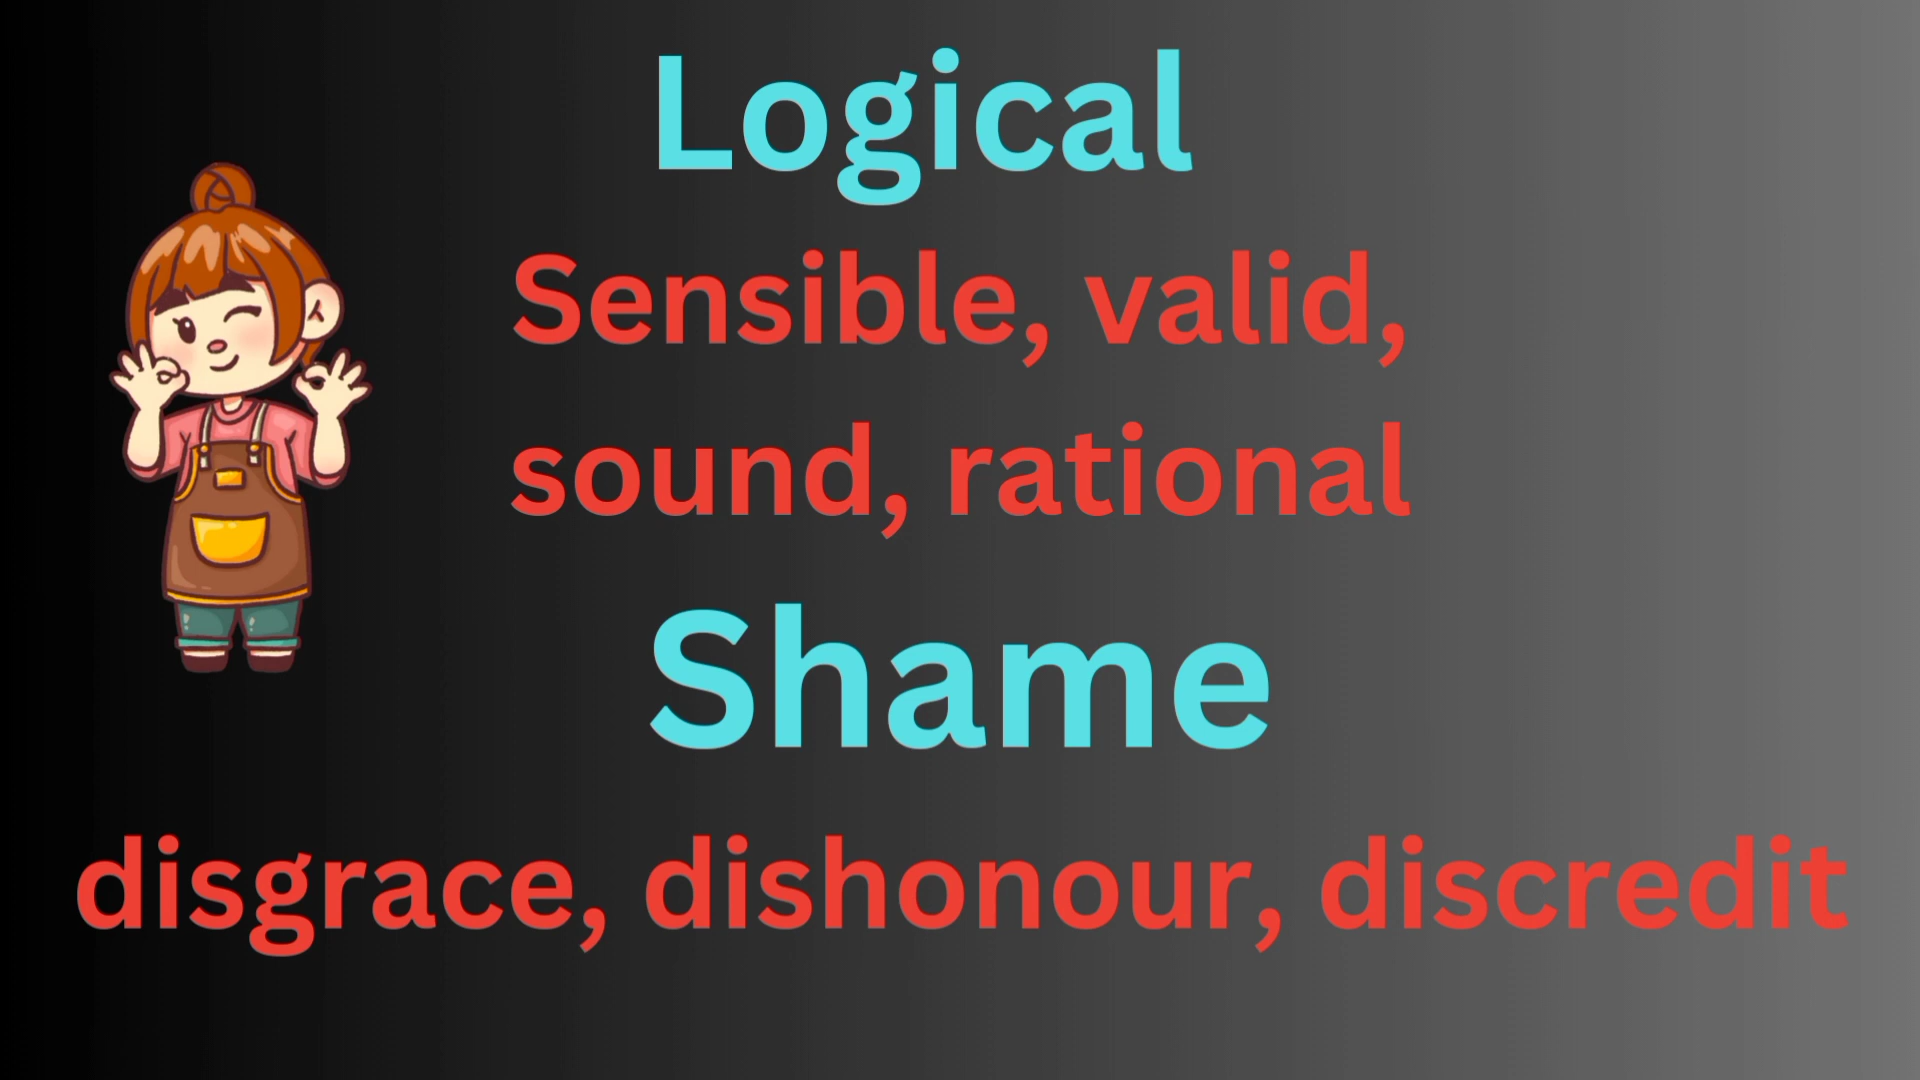 Logical
Sensible, valid,
sound, rational
Shame
disgrace, dishonour, discredit